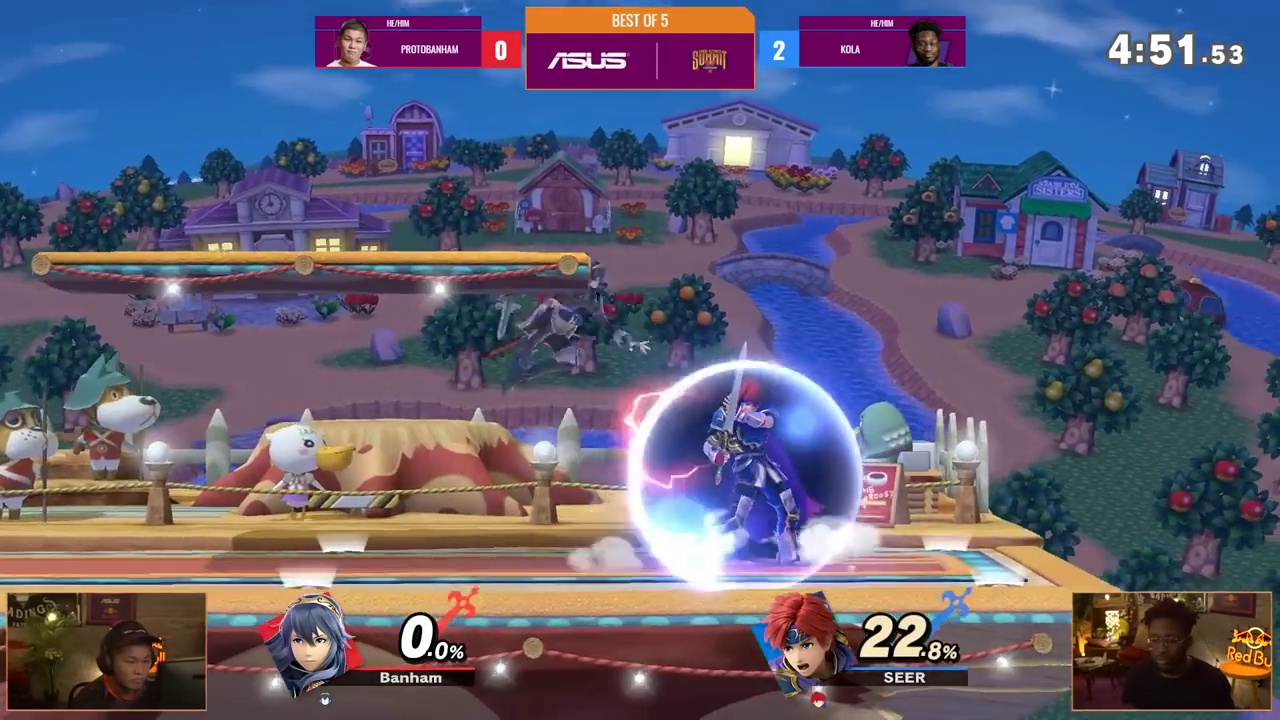 HE/HIM
PROTOBANHAM
0
BEST OF 5
ASUS
SUMMIT
2
HE/HIM
KOLA
4:51.53
SISTERS
0.0%
Banham
22.8%
SEER